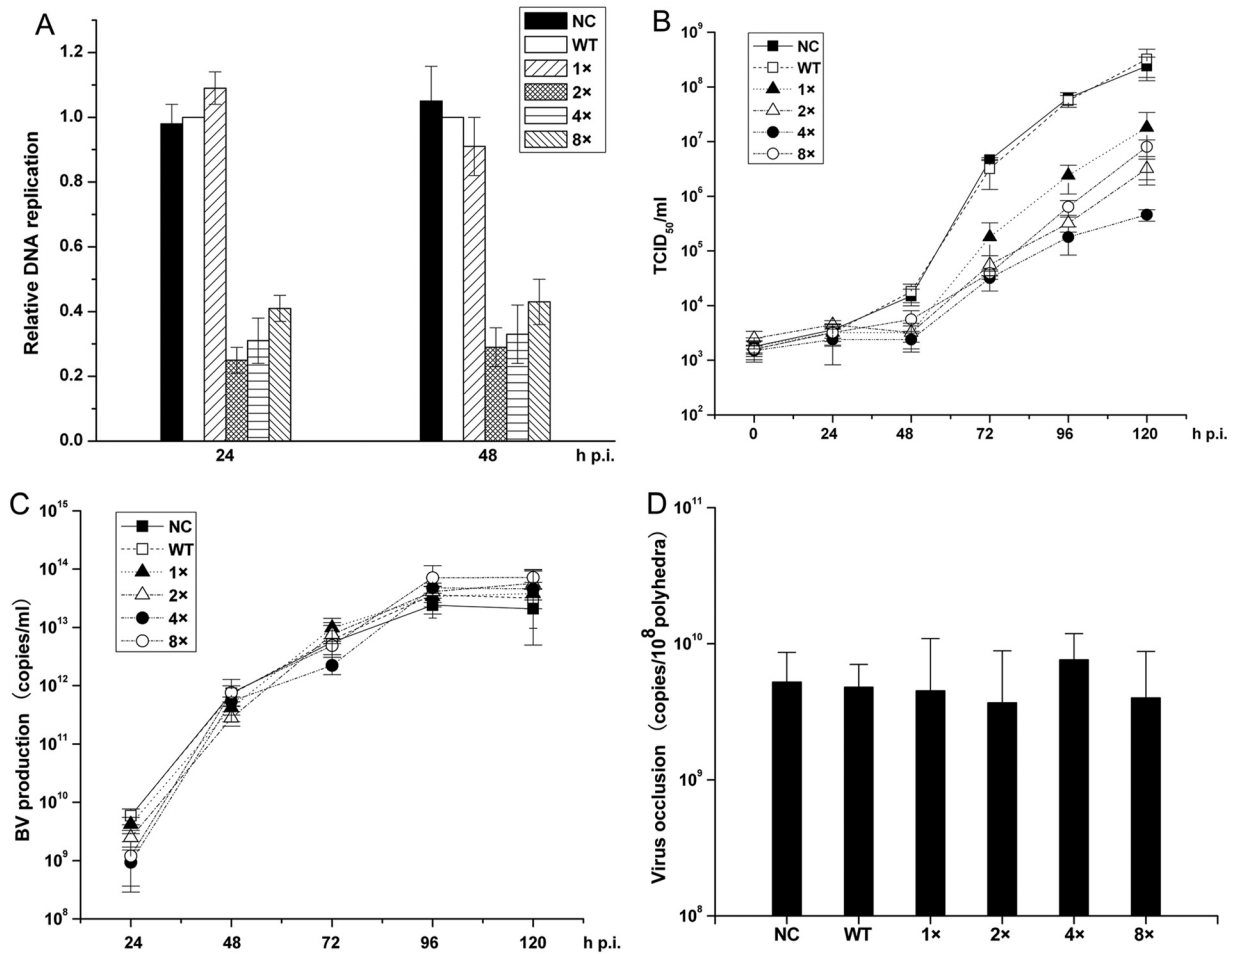 A
NC
WT
1×
2×
4×
8×
Relative DNA replication
1.2
1.0
0.8
0.6
0.4
0.2
0.0
24
48
h p.i.
B
NC
WT
1×
2×
4×
8×
TCID50/ml
10^9
10^8
10^7
10^6
10^5
10^4
10^3
10^2
0
24
48
72
96
120
h p.i.
C
NC
WT
1×
2×
4×
8×
BV production (copies/ml)
10^15
10^14
10^13
10^12
10^11
10^10
10^9
10^8
24
48
72
96
120
h p.i.
D
Virus occlusion (copies/10^8 polyhedra)
10^11
10^10
10^9
10^8
NC
WT
1×
2×
4×
8×